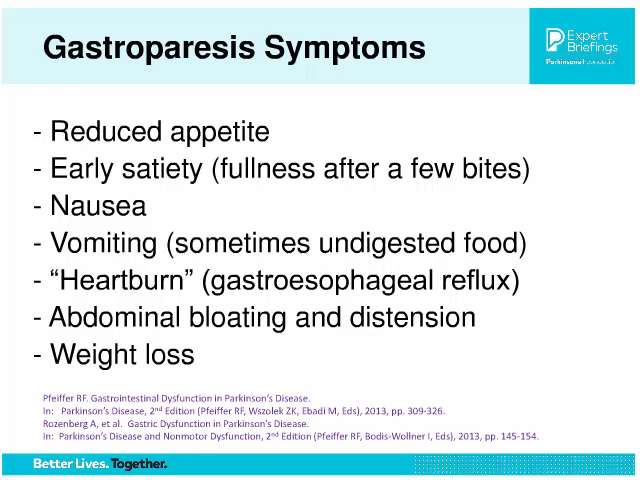 Gastroparesis Symptoms
Expert
Briefings
Parkinson's Foundation
- Reduced appetite
- Early satiety (fullness after a few bites)
- Nausea
- Vomiting (sometimes undigested food)
- “Heartburn” (gastroesophageal reflux)
- Abdominal bloating and distension
- Weight loss
Pfeiffer RF. Gastrointestinal Dysfunction in Parkinson’s Disease.
In: Parkinson’s Disease, 2nd Edition (Pfeiffer RF, Wszolek ZK, Ebadi M, Eds), 2013, pp. 309-326.
Rozenberg A, et al. Gastric Dysfunction in Parkinson’s Disease.
In: Parkinson’s Disease and Nonmotor Dysfunction, 2nd Edition (Pfeiffer RF, Bodis-Wollner I, Eds), 2013, pp. 145-154.
Better Lives. Together.